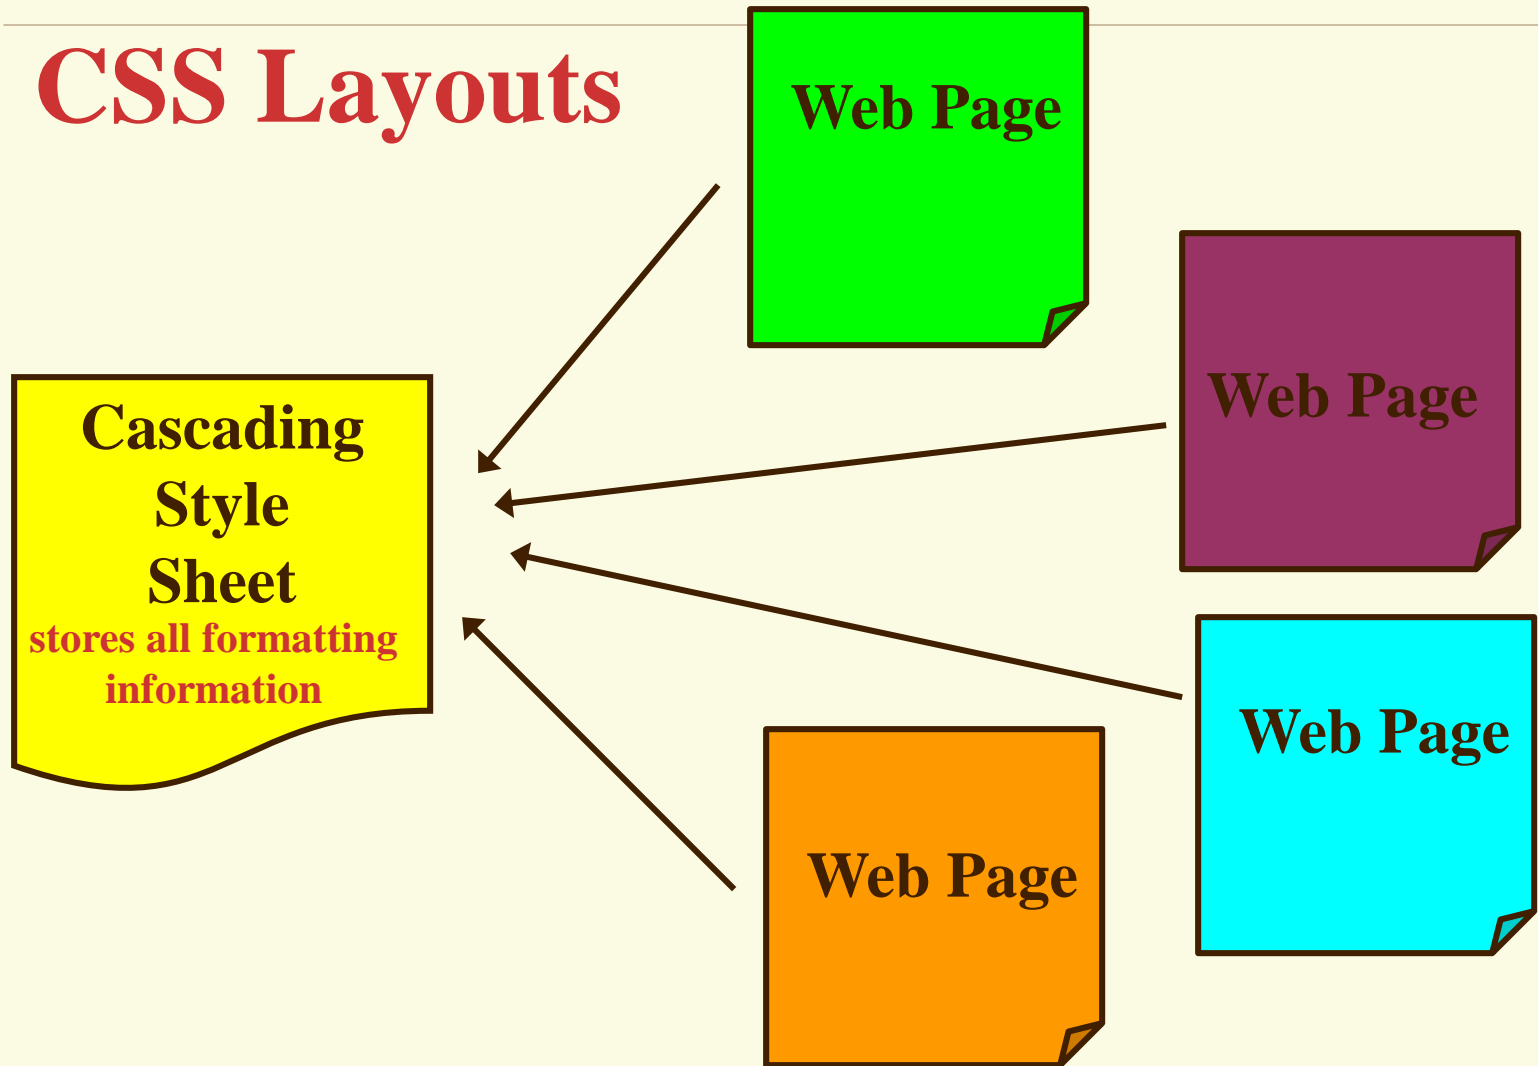 CSS Layouts
Web Page
Web Page
Cascading
Style
Sheet
stores all formatting
information
Web Page
Web Page